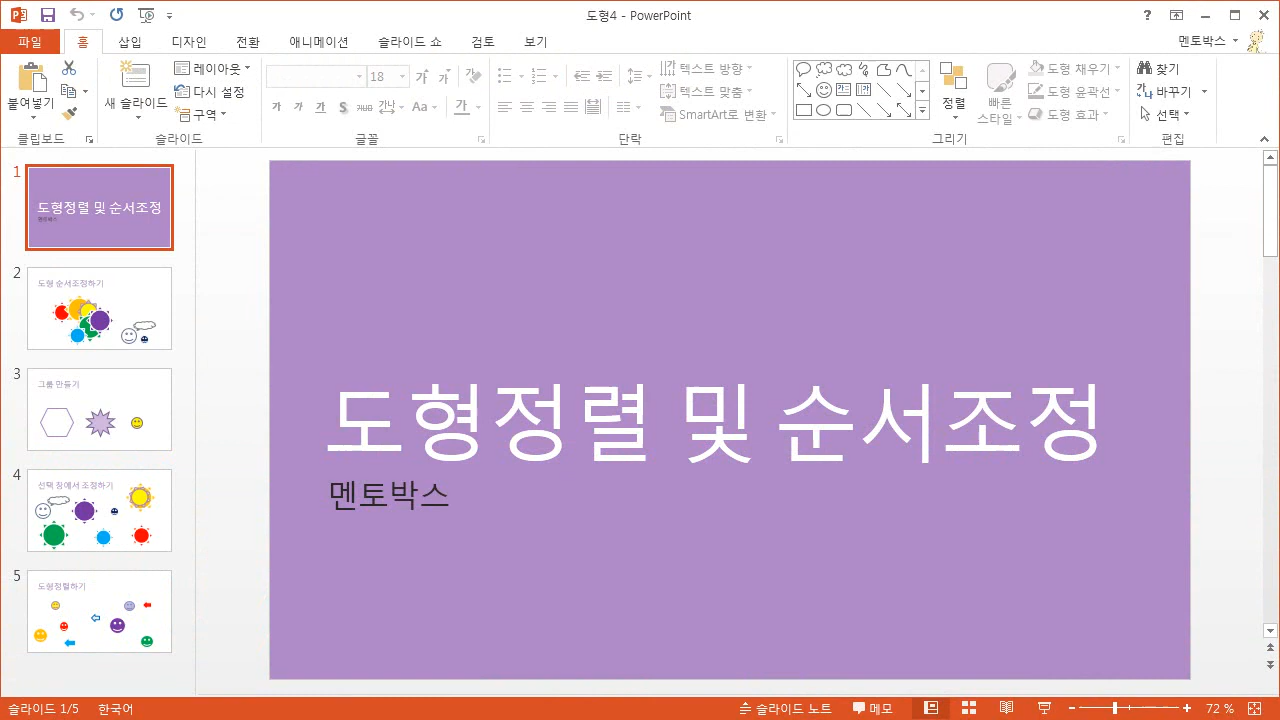 도형4 - PowerPoint
파일 홈 삽입 디자인 전환 애니메이션 슬라이드 쇼 검토 보기 멘토박스
붙여넣기
클립보드
새 슬라이드
레이아웃
다시 설정
구역
슬라이드
18
가 가 가 S 가나 Aa 가
글꼴
텍스트 방향
텍스트 맞춤
SmartArt로 변환
단락
정렬
빠른
스타일
도형 채우기
도형 윤곽선
도형 효과
그리기
찾기
바꾸기
선택
편집
1
도형정렬 및 순서조정
멘토박스
2
도형 순서조정하기
3
그룹 만들기
4
선택 창에서 조정하기
5
도형정렬하기
도형정렬 및 순서조정
멘토박스
슬라이드 1/5 한국어 슬라이드 노트 메모 72 %